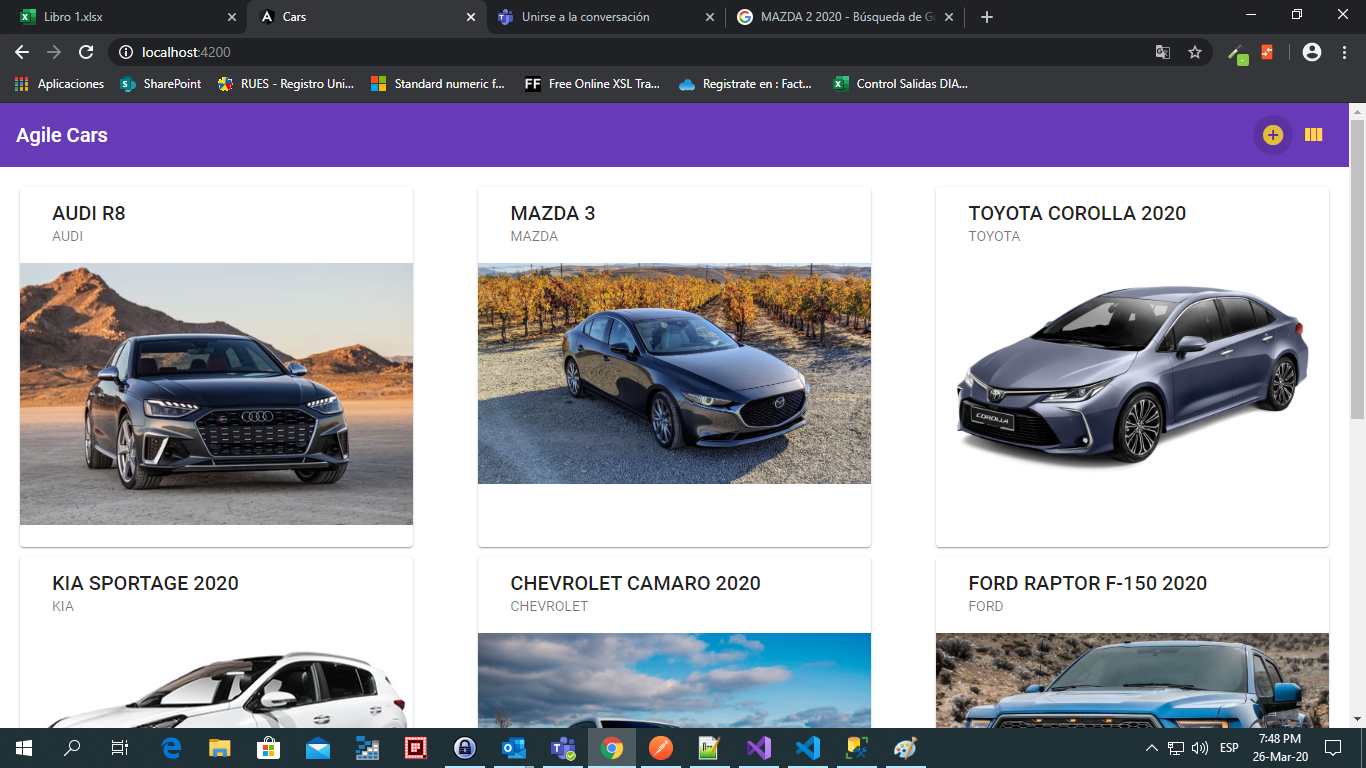 Libro 1.xlsx
Cars
Unirse a la conversación
MAZDA 2 2020 - Búsqueda de G
localhost:4200
Aplicaciones
SharePoint
RUES - Registro Uni...
Standard numeric f...
FF
Free Online XSL Tra...
Registrate en : Fact...
Control Salidas DIA...
Agile Cars
AUDI R8
AUDI
MAZDA 3
MAZDA
TOYOTA COROLLA 2020
TOYOTA
COROLLA
KIA SPORTAGE 2020
KIA
CHEVROLET CAMARO 2020
CHEVROLET
FORD RAPTOR F-150 2020
FORD
ESP
7:48 PM
26-Mar-20